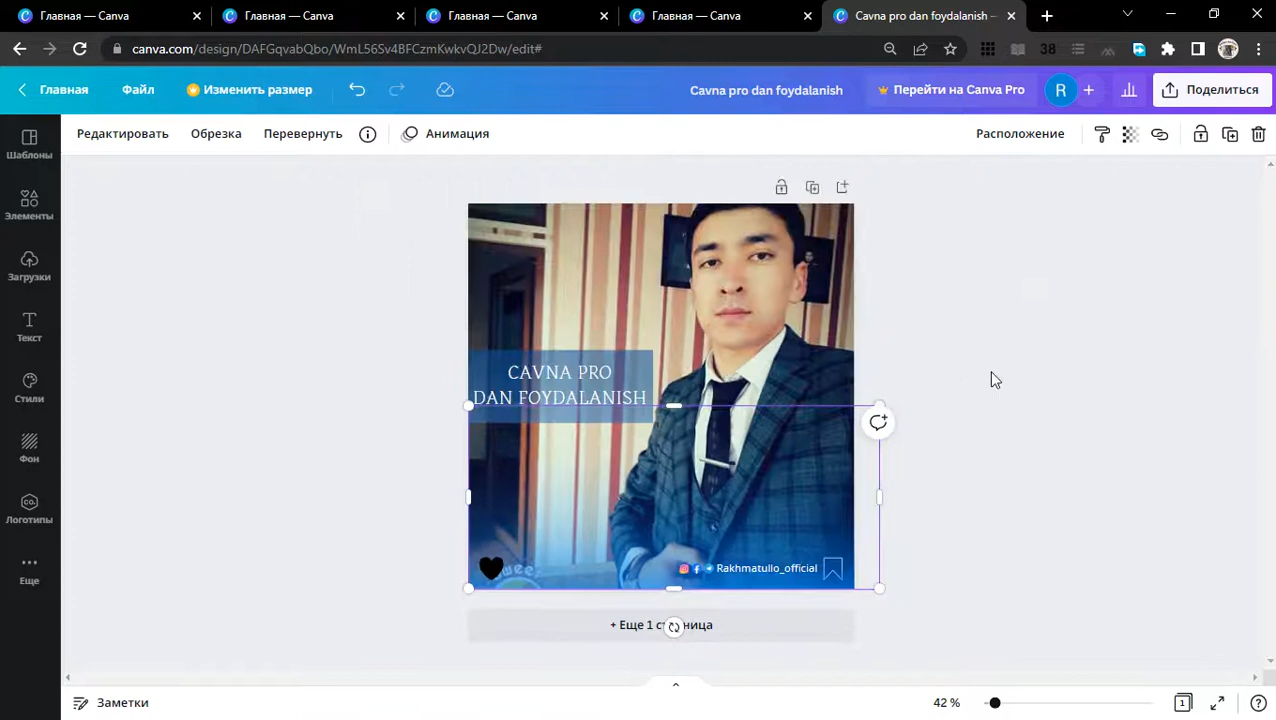 Главная — Canva
Главная — Canva
Главная — Canva
Главная — Canva
Cavna pro dan foydalanish –
canva.com/design/DAFGqvabQbo/WmL56Sv4BFCzmKwkvQJ2Dw/edit#
38
Главная
Файл
Изменить размер
Cavna pro dan foydalanish
Перейти на Canva Pro
R
Поделиться
Редактировать
Обрезка
Перевернуть
Анимация
Расположение
Шаблоны
Элементы
Загрузки
Текст
Стили
Фон
CO.
Логотипы
Еще
CAVNA PRO
DAN FOYDALANISH
Rakhmatullo_official
Заметки
42 %
1